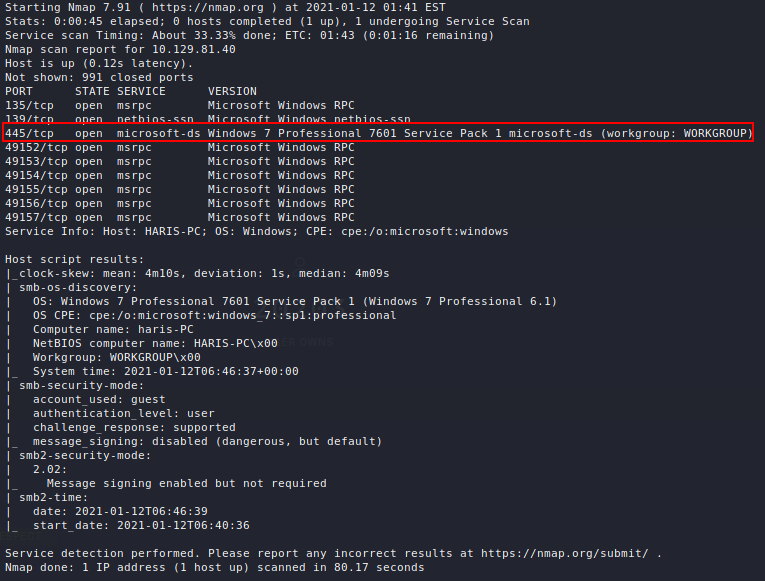 Starting Nmap 7.91 ( https://nmap.org ) at 2021-01-12 01:41 EST
Stats: 0:00:45 elapsed; 0 hosts completed (1 up), 1 undergoing Service Scan
Service scan Timing: About 33.33% done; ETC: 01:43 (0:01:16 remaining)
Nmap scan report for 10.129.81.40
Host is up (0.12s latency).
Not shown: 991 closed ports
PORT      STATE SERVICE      VERSION
135/tcp   open  msrpc        Microsoft Windows RPC
139/tcp   open  netbios-ssn  Microsoft Windows netbios-ssn
445/tcp   open  microsoft-ds Windows 7 Professional 7601 Service Pack 1 microsoft-ds (workgroup: WORKGROUP)
49152/tcp open  msrpc        Microsoft Windows RPC
49153/tcp open  msrpc        Microsoft Windows RPC
49154/tcp open  msrpc        Microsoft Windows RPC
49155/tcp open  msrpc        Microsoft Windows RPC
49156/tcp open  msrpc        Microsoft Windows RPC
49157/tcp open  msrpc        Microsoft Windows RPC
Service Info: Host: HARIS-PC; OS: Windows; CPE: cpe:/o:microsoft:windows
Host script results:
|_clock-skew: mean: 4m10s, deviation: 1s, median: 4m09s
| smb-os-discovery:
|   OS: Windows 7 Professional 7601 Service Pack 1 (Windows 7 Professional 6.1)
|   OS CPE: cpe:/o:microsoft:windows_7::sp1:professional
|   Computer name: haris-PC
|   NetBIOS computer name: HARIS-PC\x00
|   Workgroup: WORKGROUP\x00
|_  System time: 2021-01-12T06:46:37+00:00
| smb-security-mode:
|   account_used: guest
|   authentication_level: user
|   challenge_response: supported
|_  message_signing: disabled (dangerous, but default)
| smb2-security-mode:
|   2.02:
|_    Message signing enabled but not required
| smb2-time:
|   date: 2021-01-12T06:46:39
|_  start_date: 2021-01-12T06:40:36
Service detection performed. Please report any incorrect results at https://nmap.org/submit/ .
Nmap done: 1 IP address (1 host up) scanned in 80.17 seconds